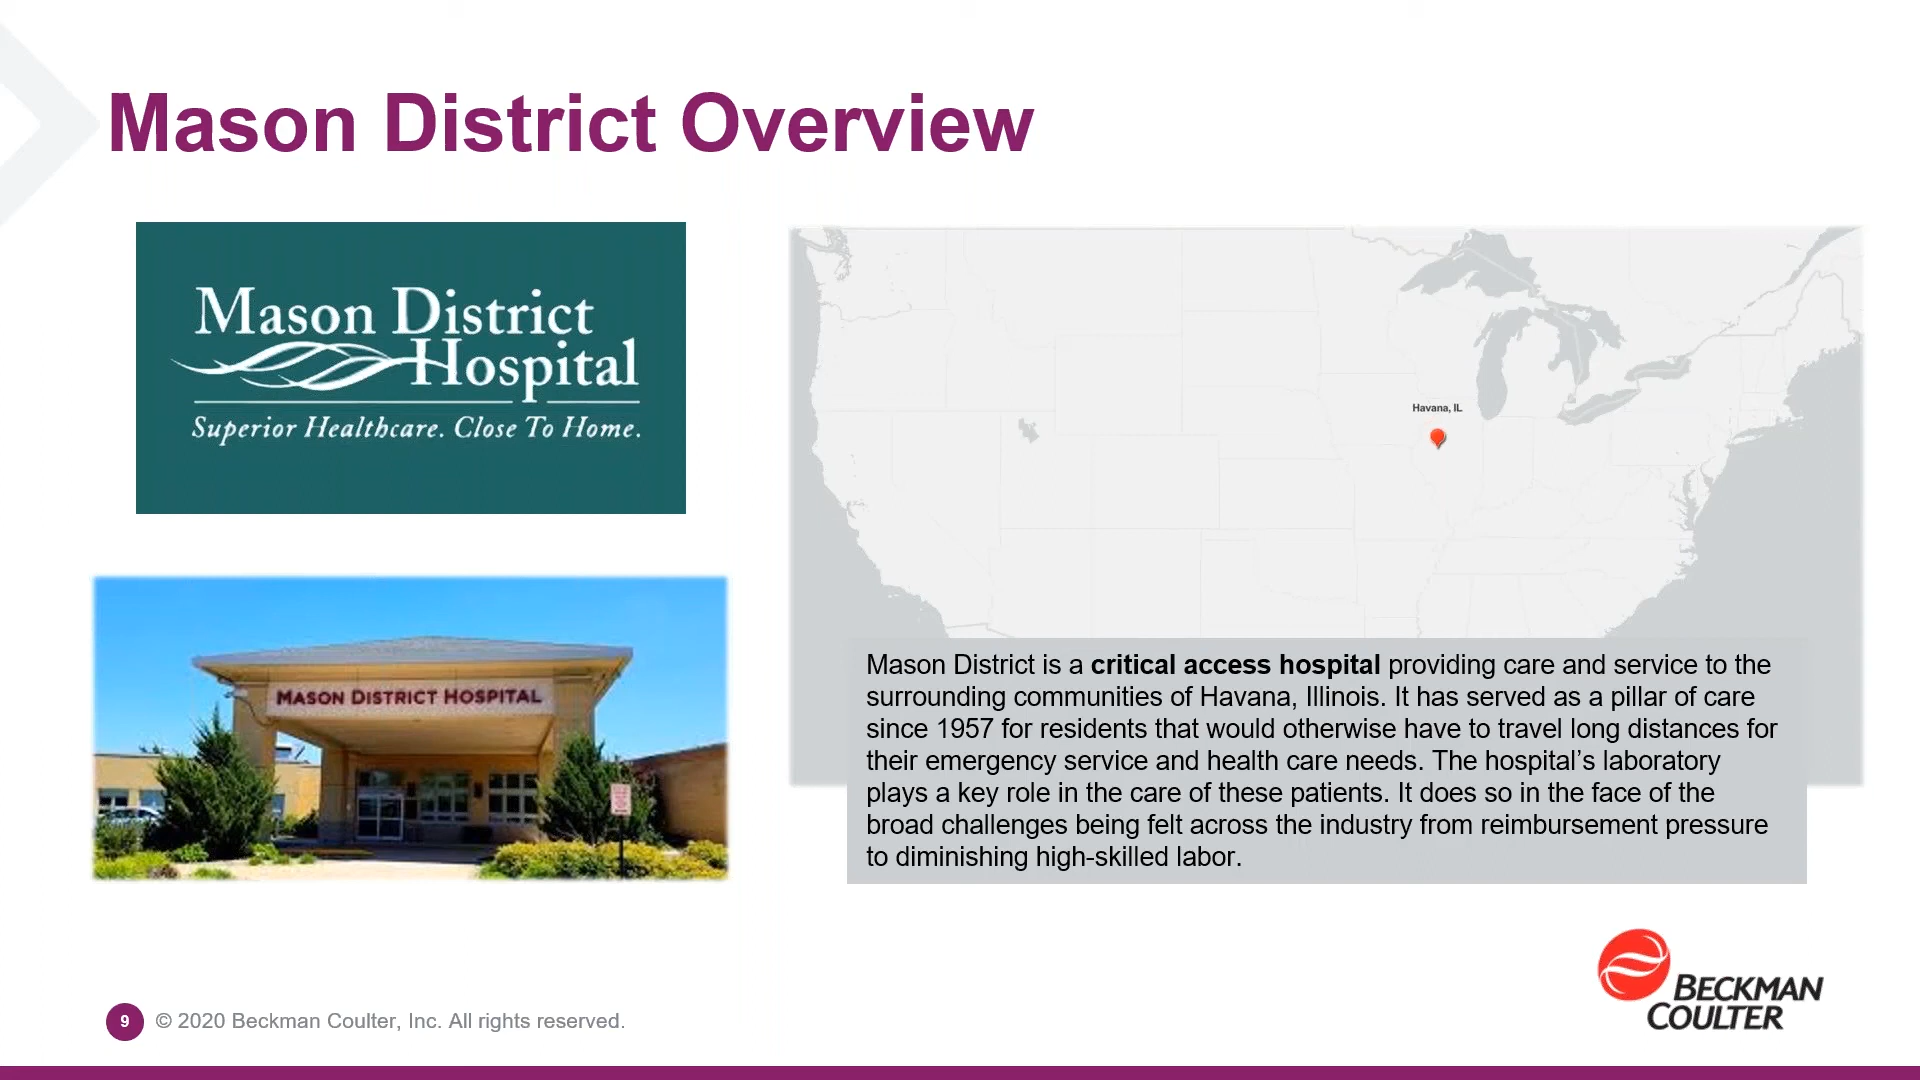 Mason District Overview
Mason District
Hospital
Superior Healthcare. Close To Home.
Havana, IL
MASON DISTRICT HOSPITAL
Mason District is a critical access hospital providing care and service to the
surrounding communities of Havana, Illinois. It has served as a pillar of care
since 1957 for residents that would otherwise have to travel long distances for
their emergency service and health care needs. The hospital’s laboratory
plays a key role in the care of these patients. It does so in the face of the
broad challenges being felt across the industry from reimbursement pressure
to diminishing high-skilled labor.
BECKMAN
COULTER
9 © 2020 Beckman Coulter, Inc. All rights reserved.